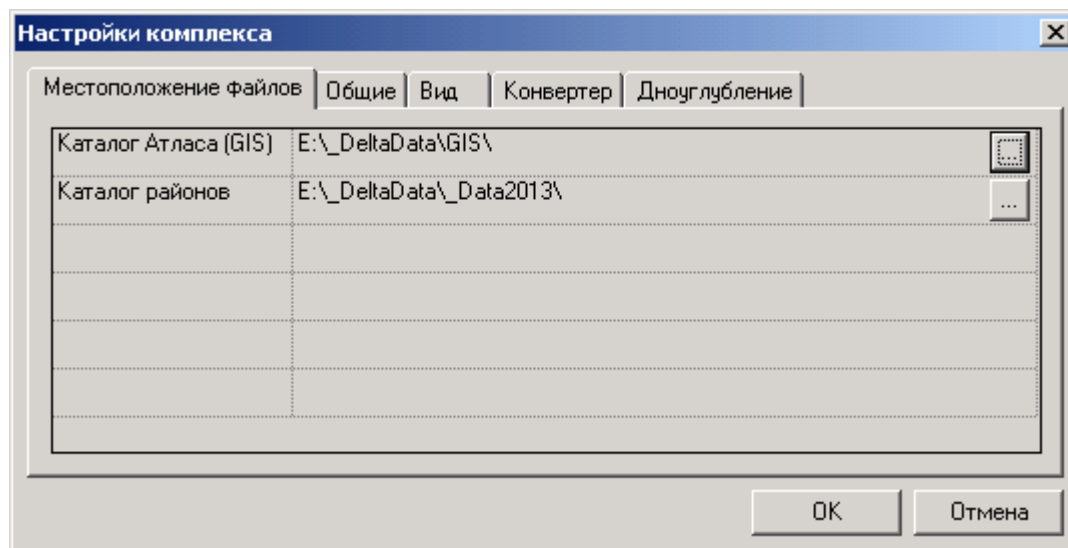 Настройки комплекса
Местоположение файлов Общие Вид Конвертер Дноуглубление
Каталог Атласа (GIS) E:\_DeltaData\GIS\ ...
Каталог районов E:\_DeltaData\_Data2013\ ...
OK Отмена